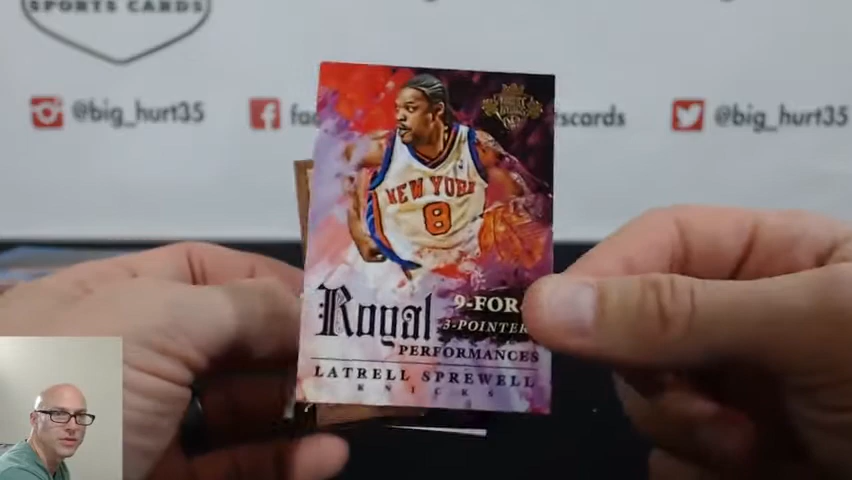 SPORTS CARDS
@big_hurt35
fac
scards
@big_hurt35
NEW YORK
8
Royal
9-FOR-
3-POINTER
PERFORMANCES
LATRELL SPREWELL
KNICKS